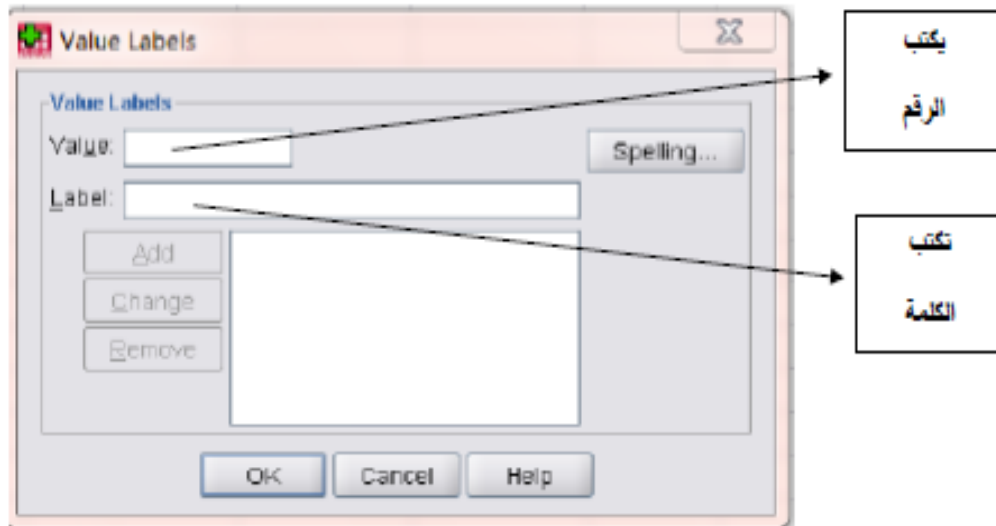 Value Labels
Value Labels
Value:
Spelling...
Label:
Add
Change
Remove
OK
Cancel
Help
يكتب
الرقم
تكتب
الكلمة